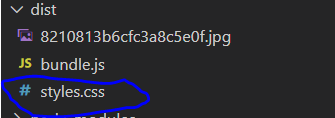 dist
8210813b6cfc3a8c5e0f.jpg
JS bundle.js
# styles.css